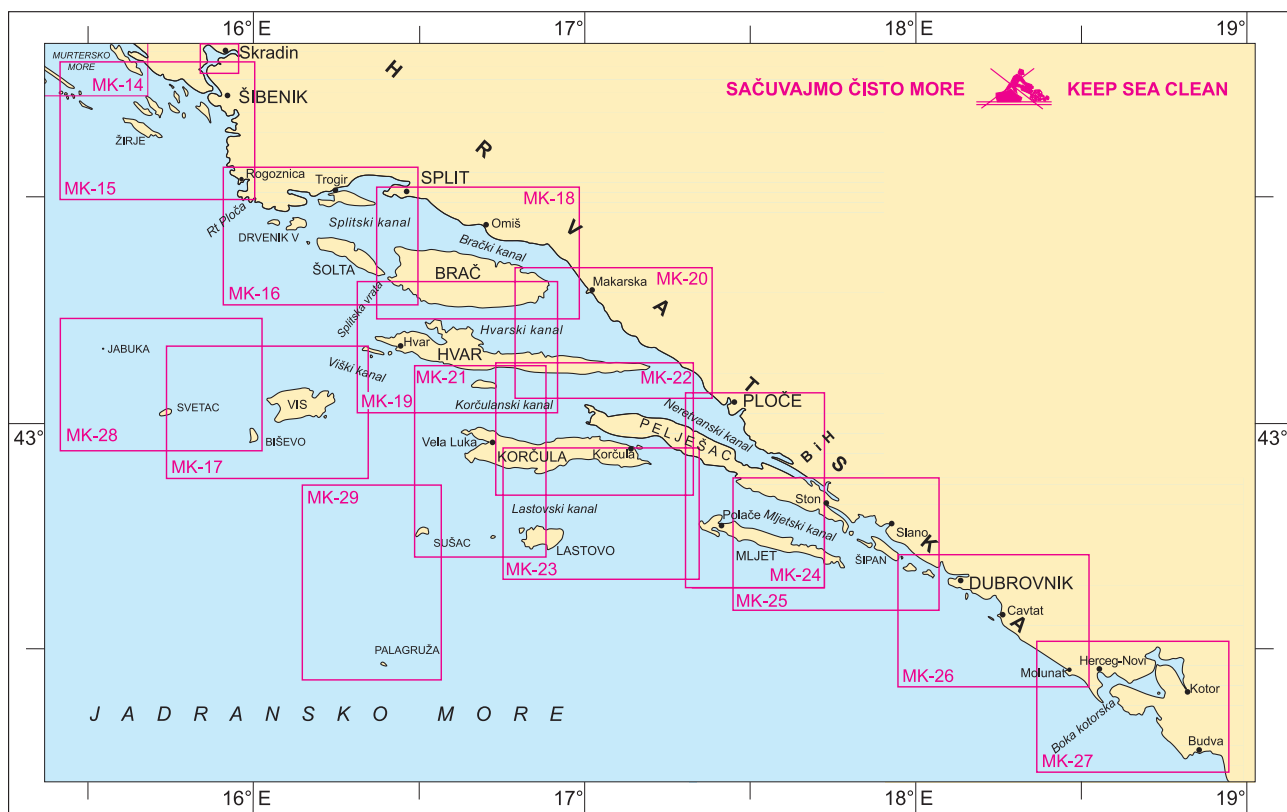 16° E
17°
18°
19°
MURTERSKO
MORE
Skradin
MK-14
ŠIBENIK
SAČUVAJMO ČISTO MORE
KEEP SEA CLEAN
ŽIRJE
MK-15
Rogoznica
Trogir
SPLIT
MK-18
Rt Ploča
DRVENIK V
Splitski kanal
Omiš
Brački kanal
ŠOLTA
BRAČ
MK-16
Makarska
MK-20
Splitska vrata
Hvarski kanal
JABUKA
Hvar
HVAR
Viški kanal
MK-21
MK-22
MK-19
Korčulanski kanal
Neretvanski kanal
PLOČE
SVETAC
VIS
MK-28
BIŠEVO
43°
43°
MK-17
Vela Luka
KORČULA
Korčula
PELJEŠAC
BiH
MK-29
Ston
Lastovski kanal
Polače
Mljetski kanal
Slano
SUŠAC
LASTOVO
MLJET
ŠIPAN
MK-23
MK-24
MK-25
DUBROVNIK
Cavtat
PALAGRUŽA
MK-26
Molunat
Herceg-Novi
Kotor
Boka kotorska
Budva
MK-27
HRVATSKA
JADRANSKO MORE
16° E
17°
18°
19°